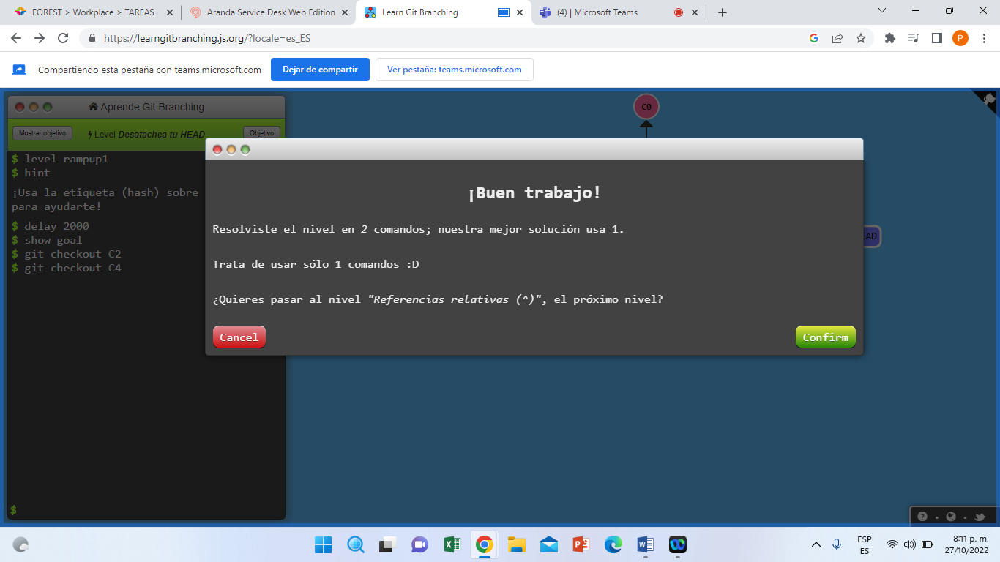 FOREST > Workplace > TAREAS
Aranda Service Desk Web Edition
Learn Git Branching
(4) | Microsoft Teams
https://learngitbranching.js.org/?locale=es_ES
P
Compartiendo esta pestaña con teams.microsoft.com
Dejar de compartir
Ver pestaña: teams.microsoft.com
Aprende Git Branching
C0
Mostrar objetivo
Level Desatachea tu HEAD
Objetivo
$ level rampup1
$ hint
¡Usa la etiqueta (hash) sobre
para ayudarte!
$ delay 2000
$ show goal
$ git checkout C2
$ git checkout C4
$
¡Buen trabajo!
Resolviste el nivel en 2 comandos; nuestra mejor solución usa 1.
Trata de usar sólo 1 comandos :D
¿Quieres pasar al nivel "Referencias relativas (^)", el próximo nivel?
Cancel
Confirm
EAD
ESP
ES
8:11 p. m.
27/10/2022